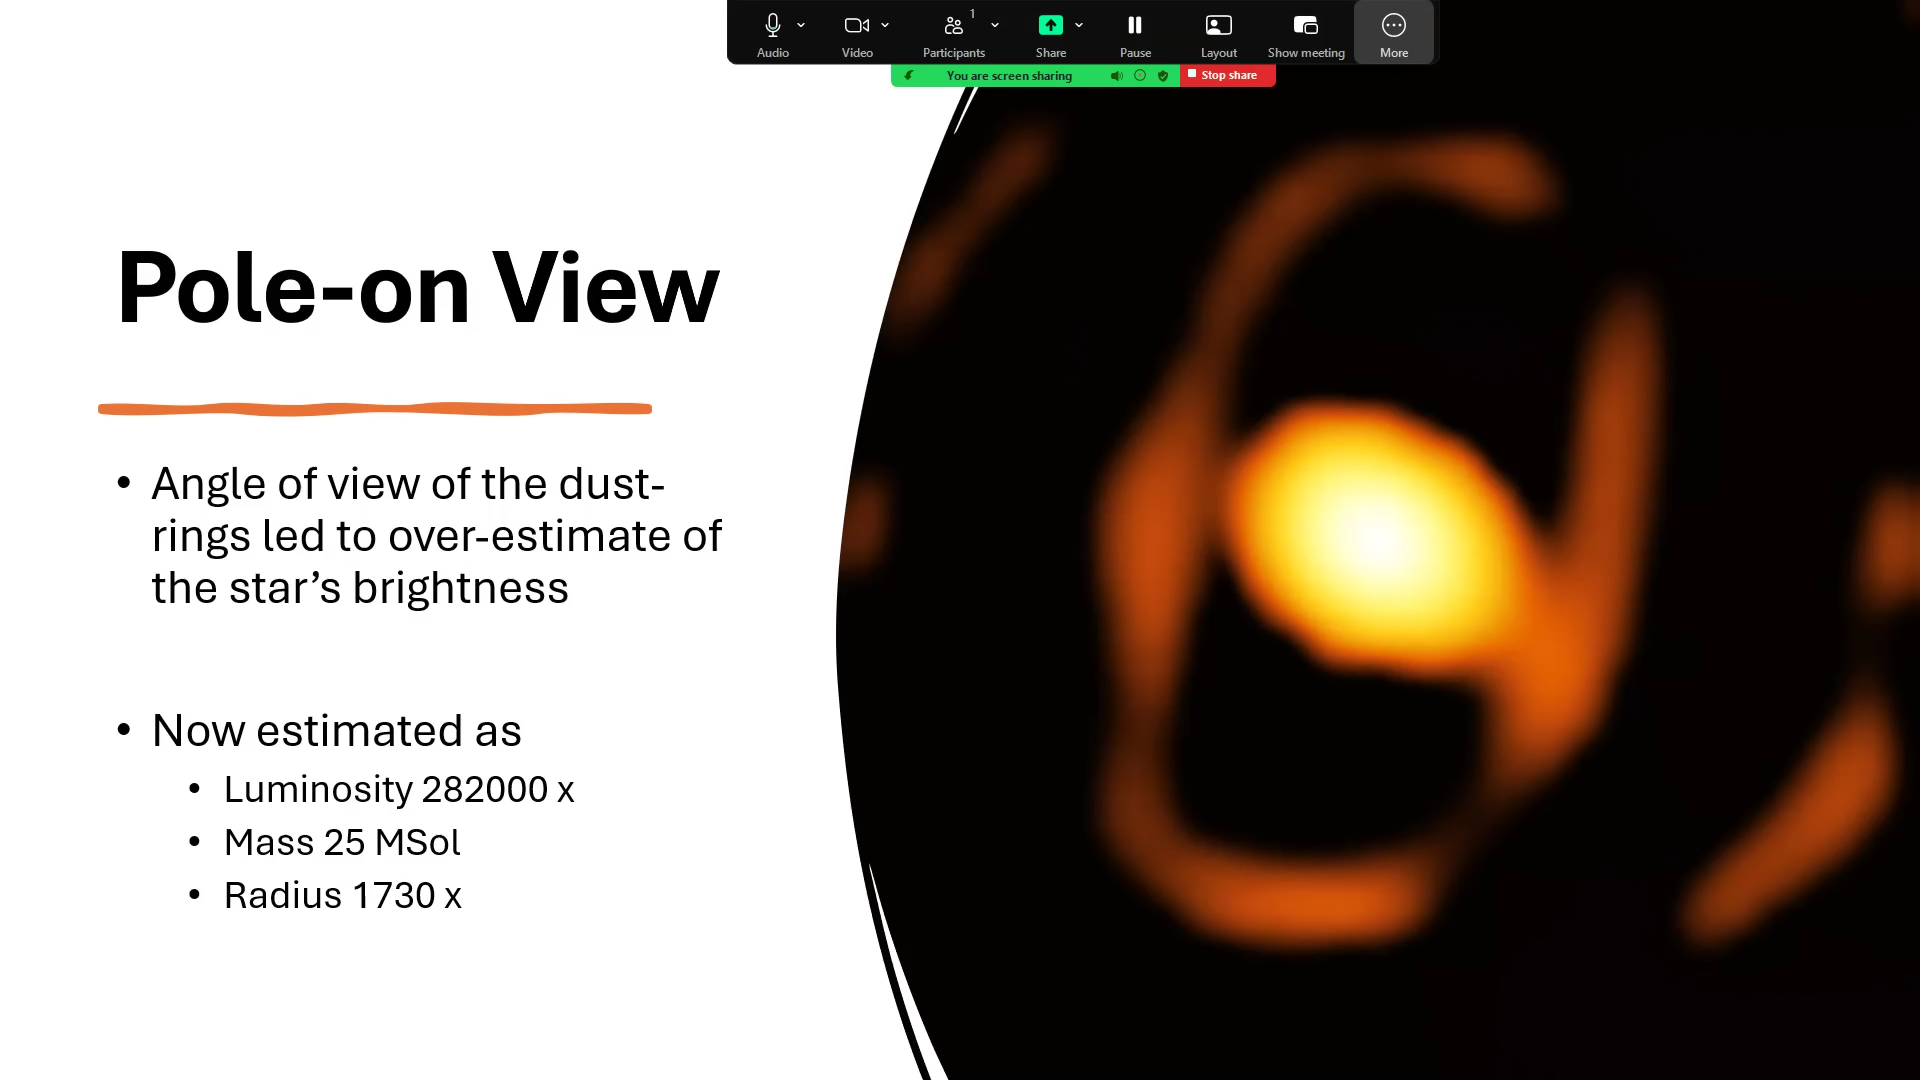 1
Audio
Video
Participants
Share
Pause
Layout
Show meeting
More
You are screen sharing
Stop share
Pole-on View
• Angle of view of the dust-
rings led to over-estimate of
the star’s brightness
• Now estimated as
• Luminosity 282000 x
• Mass 25 MSol
• Radius 1730 x